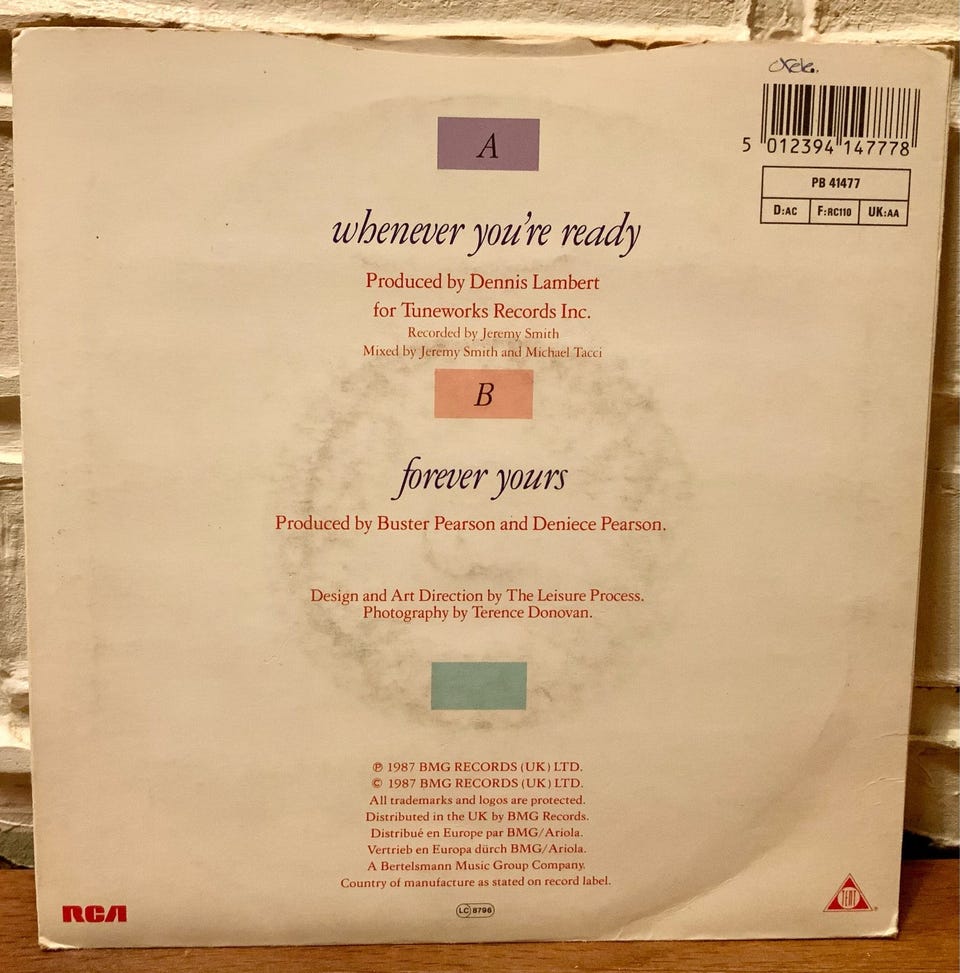 5 012394 147778
PB 41477
D:AC F:RC110 UK:AA
A
whenever you're ready
Produced by Dennis Lambert
for Tuneworks Records Inc.
Recorded by Jeremy Smith
Mixed by Jeremy Smith and Michael Tacci
B
forever yours
Produced by Buster Pearson and Deniece Pearson.
Design and Art Direction by The Leisure Process.
Photography by Terence Donovan.
℗ 1987 BMG RECORDS (UK) LTD.
© 1987 BMG RECORDS (UK) LTD.
All trademarks and logos are protected.
Distributed in the UK by BMG Records.
Distribué en Europe par BMG/Ariola.
Vertrieb en Europa dürch BMG/Ariola.
A Bertelsmann Music Group Company.
Country of manufacture as stated on record label.
RCA
LC 8796
TENT